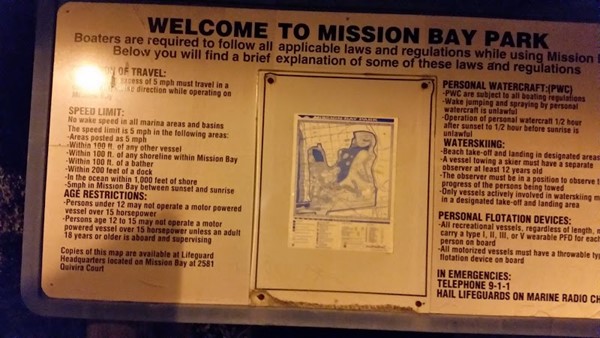 WELCOME TO MISSION BAY PARK
Boaters are required to follow all applicable laws and regulations while using Mission
Below you will find a brief explanation of some of these laws and regulations
OF TRAVEL:
excess of 5 mph must travel in a
direction while operating on
SPEED LIMIT:
No wake speed in all marina areas and basins
The speed limit is 5 mph in the following areas:
-Areas posted as 5 mph
-Within 100 ft. of any other vessel
-Within 100 ft. of any shoreline within Mission Bay
-Within 100 ft. of a bather
-Within 200 feet of a dock
-In the ocean within 1,000 feet of shore
-5mph in Mission Bay between sunset and sunrise
AGE RESTRICTIONS:
-Persons under 12 may not operate a motor powered
vessel over 15 horsepower
-Persons age 12 to 15 may not operate a motor
powered vessel over 15 horsepower unless an adult
18 years or older is aboard and supervising
Copies of this map are available at Lifeguard
Headquarters located on Mission Bay at 2581
Quivira Court
MISSION BAY PARK
PERSONAL WATERCRAFT:(PWC)
-PWC are subject to all boating regulations
-Wake jumping and spraying by personal
watercraft is unlawful
-Operation of personal watercraft 1/2 hour
after sunset to 1/2 hour before sunrise is
unlawful
WATERSKIING:
-Beach take-off and landing in designated areas
-A vessel towing a skier must have a separate
observer at least 12 years old
-The observer must be in a position to observe
progress of the persons being towed
-Only vessels actively involved in waterskiing
in a designated take-off and landing area
PERSONAL FLOTATION DEVICES:
-All recreational vessels, regardless of length,
carry a type I, II, III, or V wearable PFD for each
person on board
-All motorized vessels must have a throwable
flotation device on board
IN EMERGENCIES:
TELEPHONE 9-1-1
HAIL LIFEGUARDS ON MARINE RADIO